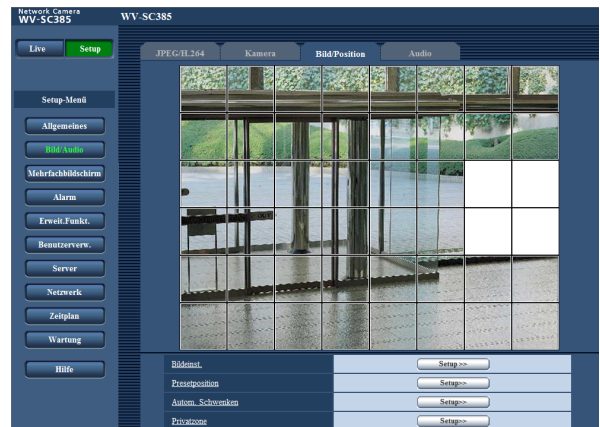 Network Camera
WV-SC385
WV-SC385
Live Setup
JPEG/H.264 Kamera Bild/Position Audio
Setup-Menü
Allgemeines
Bild/Audio
Mehrfachbildschirm
Alarm
Erweit.Funkt.
Benutzerverw.
Server
Netzwerk
Zeitplan
Wartung
Hilfe
Bildeinst. Setup>>
Presetposition Setup>>
Autom. Schwenken Setup>>
Privatzone Setup>>